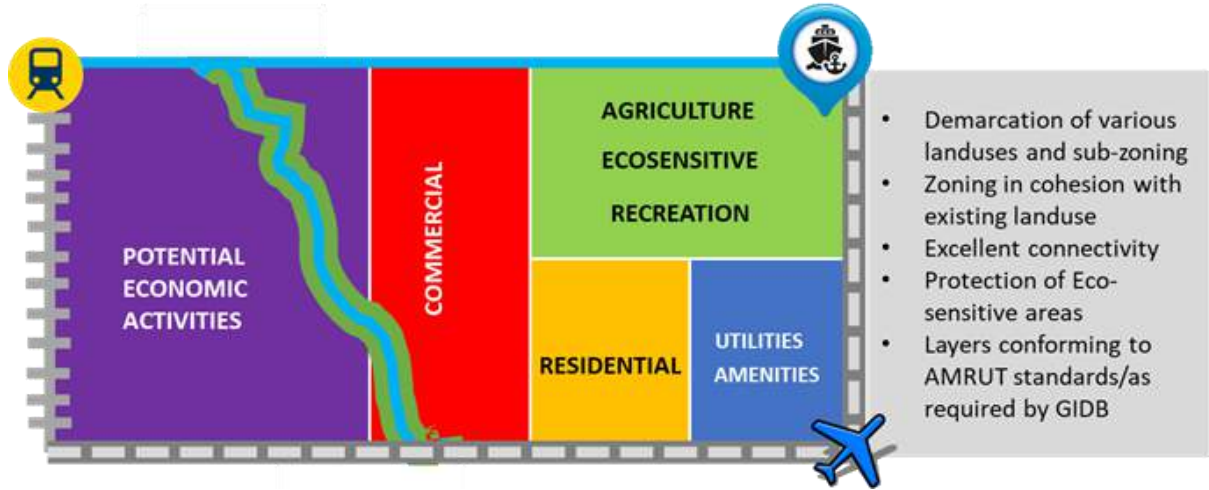 POTENTIAL
ECONOMIC
ACTIVITIES
COMMERCIAL
AGRICULTURE
ECOSENSITIVE
RECREATION
RESIDENTIAL
UTILITIES
AMENITIES
• Demarcation of various
landuses and sub-zoning
• Zoning in cohesion with
existing landuse
• Excellent connectivity
• Protection of Eco-
sensitive areas
• Layers conforming to
AMRUT standards/as
required by GIDB